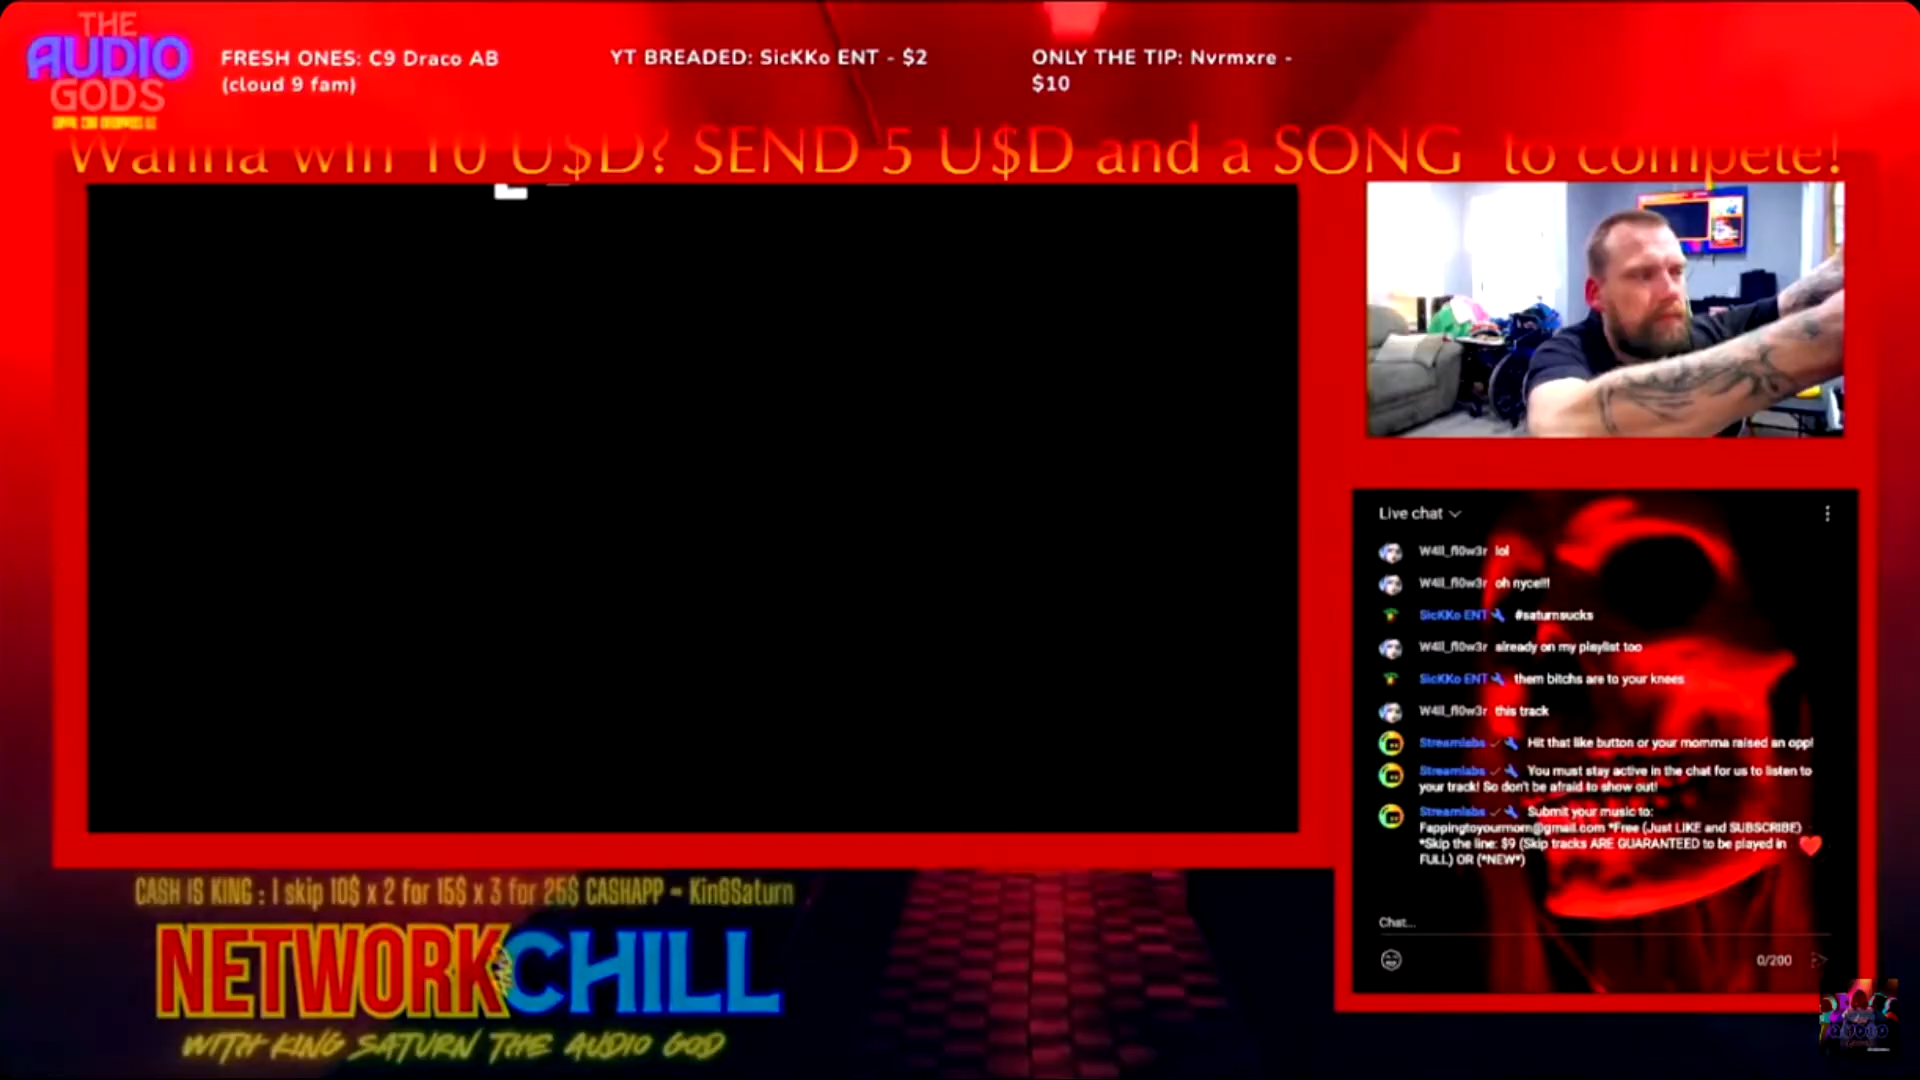 THE
AUDIO
GODS
FRESH ONES: C9 Draco AB
(cloud 9 fam)
YT BREADED: SicKKo ENT - $2
ONLY THE TIP: Nvrmxre -
$10
Wanna win 10 U$D? SEND 5 U$D and a SONG to compete!
Live chat
W4ll_fl0w3r lol
W4ll_fl0w3r oh nyce!!!
SicKKo ENT #saturnsucks
W4ll_fl0w3r already on my playlist too
SicKKo ENT them bitchs are to your knees
W4ll_fl0w3r this track
Streamlabs Hit that like button or your momma raised an opp!
Streamlabs You must stay active in the chat for us to listen to
your track! So don't be afraid to show out!
Streamlabs Submit your music to:
Fappingtoyourmom@gmail.com *Free (Just LIKE and SUBSCRIBE)
*Skip the line: $9 (Skip tracks ARE GUARANTEED to be played in
FULL) OR (*NEW*)
Chat...
0/200
CASH IS KING : 1 skip 10$ x 2 for 15$ x 3 for 25$ CASHAPP - KinGSaturn
NETWORK AND CHILL
WITH KING SATURN THE AUDIO GOD